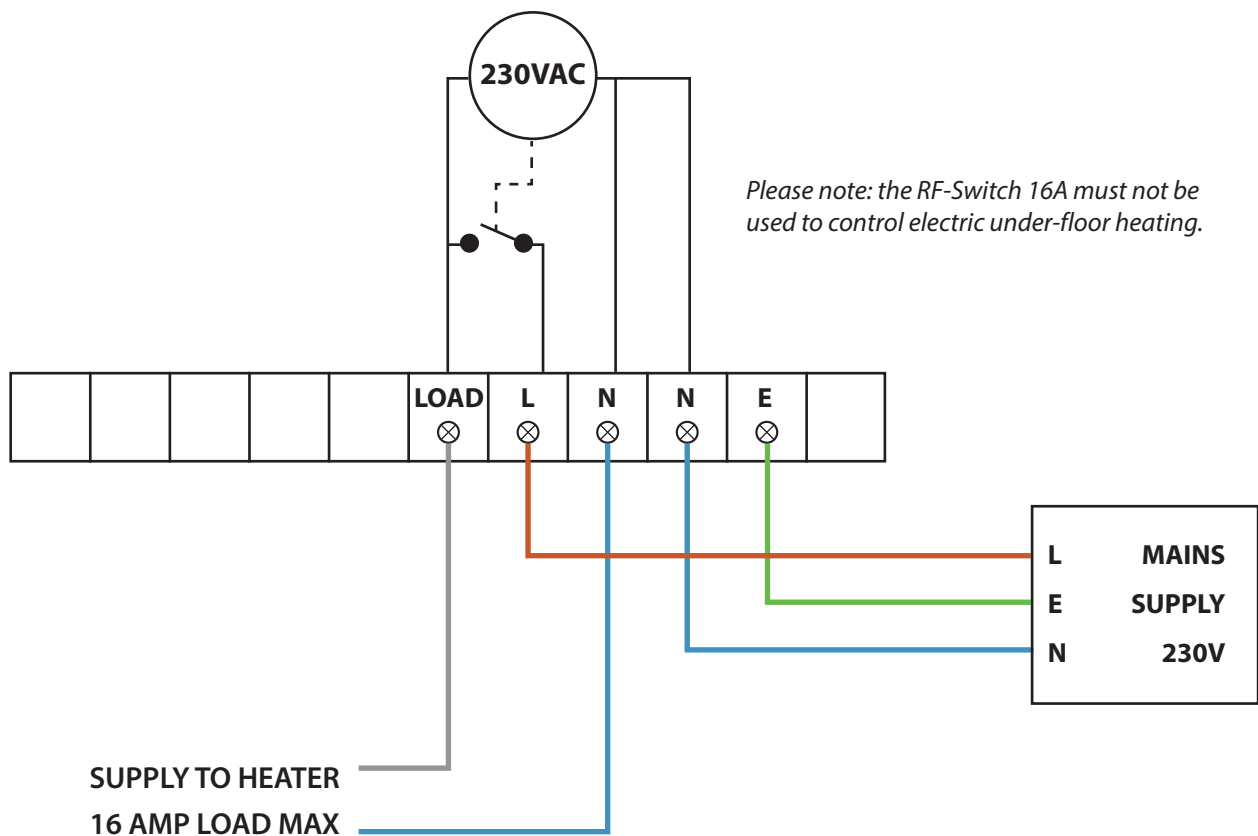 230VAC
Please note: the RF-Switch 16A must not be
used to control electric under-floor heating.
LOAD L N N E
L MAINS
E SUPPLY
N 230V
SUPPLY TO HEATER
16 AMP LOAD MAX